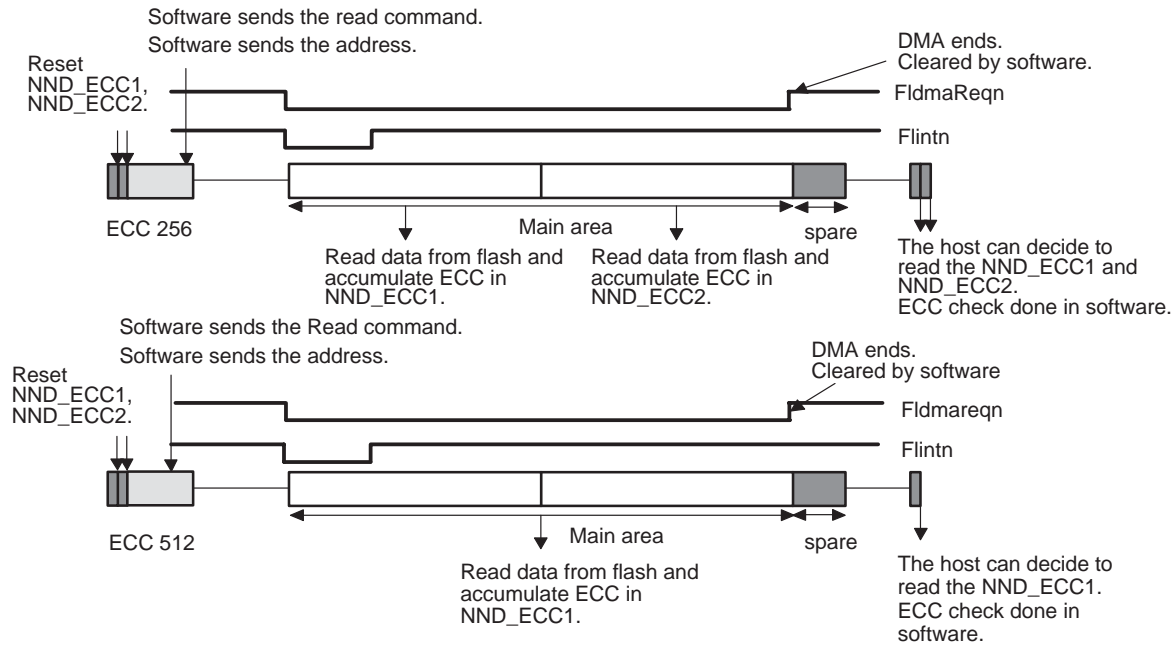 Software sends the read command.
Software sends the address.
Reset
NND_ECC1,
NND_ECC2.
DMA ends.
Cleared by software.
FldmaReqn
Flintn
ECC 256
Main area
spare
Read data from flash and
accumulate ECC in
NND_ECC1.
Read data from flash and
accumulate ECC in
NND_ECC2.
The host can decide to
read the NND_ECC1 and
NND_ECC2.
ECC check done in software.
Software sends the Read command.
Software sends the address.
Reset
NND_ECC1,
NND_ECC2.
DMA ends.
Cleared by software
Fldmareqn
Flintn
ECC 512
Main area
spare
Read data from flash and
accumulate ECC in
NND_ECC1.
The host can decide to
read the NND_ECC1.
ECC check done in
software.